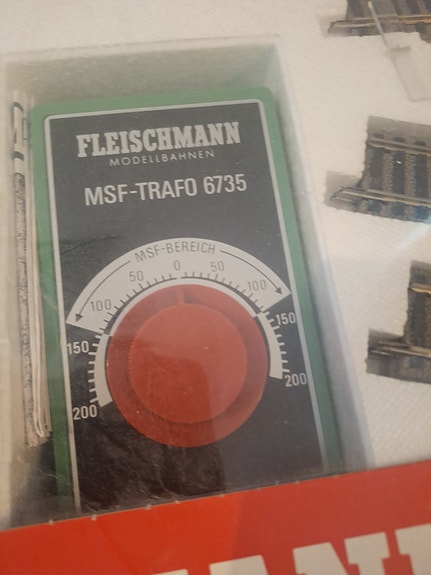 FLEISCHMANN
MODELLBAHNEN
MSF-TRAFO 6735
MSF-BEREICH
50 0 50
100 100
150 150
200 200